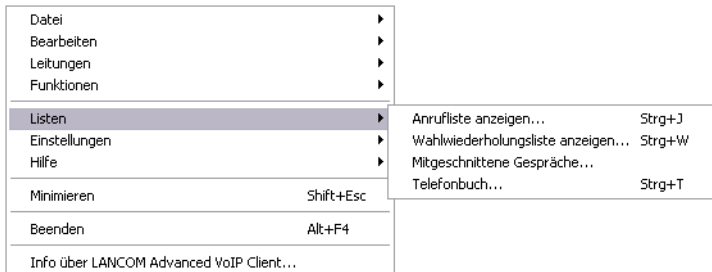 Datei
Bearbeiten
Leitungen
Funktionen
Listen
Einstellungen
Hilfe
Minimieren Shift+Esc
Beenden Alt+F4
Info über LANCOM Advanced VoIP Client...
Anrufliste anzeigen... Strg+J
Wahlwiederholungsliste anzeigen... Strg+W
Mitgeschnittene Gespräche...
Telefonbuch... Strg+T